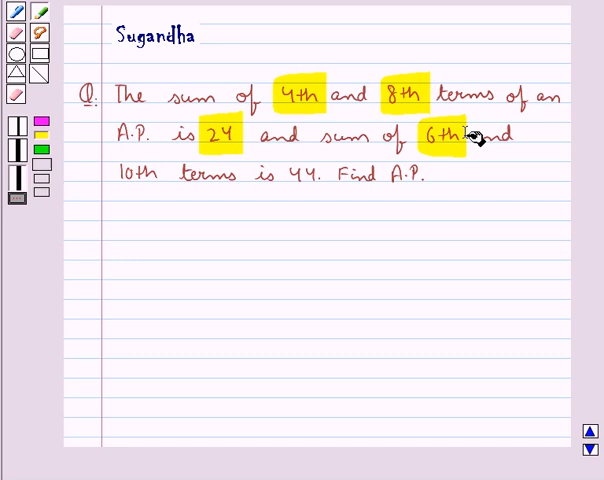 Sugandha
Q. The sum of 4th and 8th terms of an
A.P. is 24 and sum of 6th and
10th terms is 44. Find A.P.